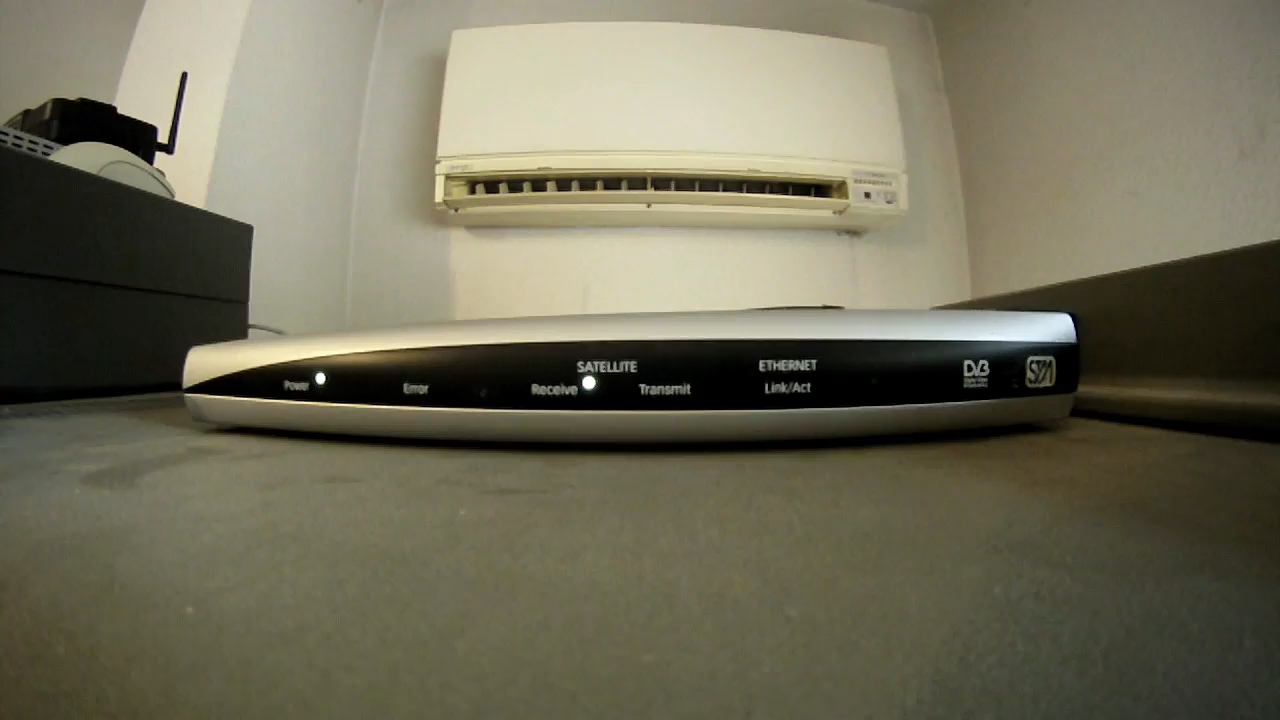 SATELLITE
ETHERNET
Power
Error
Receive
Transmit
Link/Act
DVB